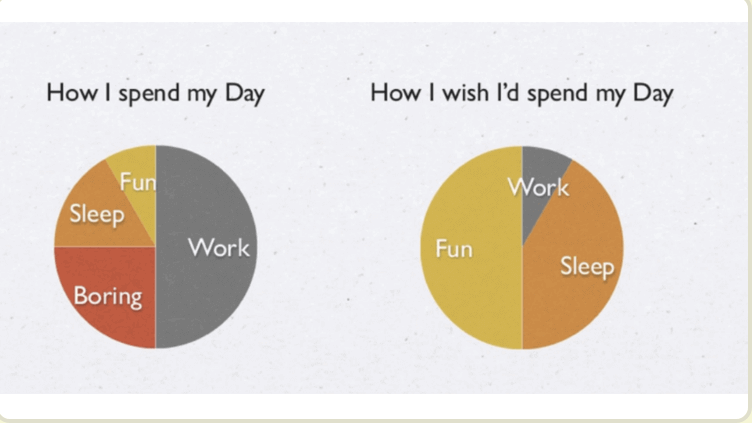 How I spend my Day
Fun
Sleep
Work
Boring
How I wish I'd spend my Day
Work
Fun
Sleep